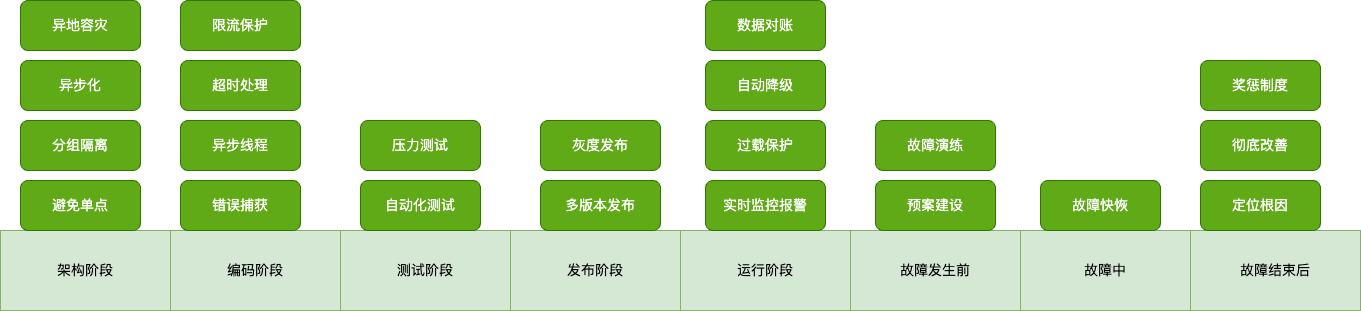 异地容灾
限流保护
数据对账
异步化
超时处理
自动降级
奖惩制度
分组隔离
异步线程
压力测试
灰度发布
过载保护
故障演练
彻底改善
避免单点
错误捕获
自动化测试
多版本发布
实时监控报警
预案建设
故障快恢
定位根因
架构阶段
编码阶段
测试阶段
发布阶段
运行阶段
故障发生前
故障中
故障结束后